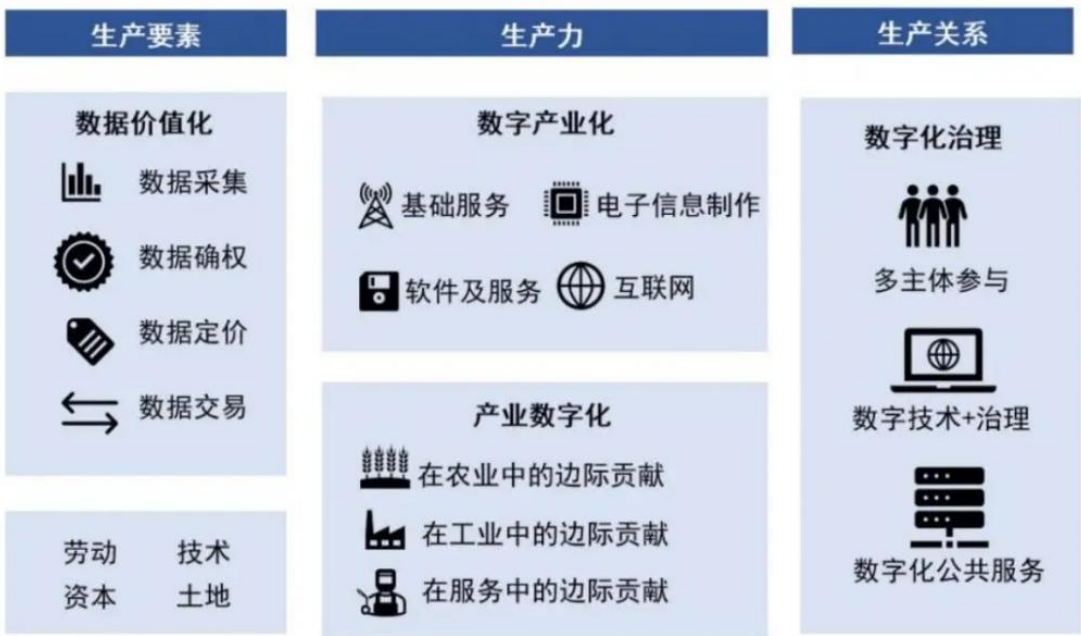 生产要素
数据价值化
数据采集
数据确权
数据定价
数据交易
劳动 技术
资本 土地
生产力
数字产业化
基础服务 电子信息制作
软件及服务 互联网
产业数字化
在农业中的边际贡献
在工业中的边际贡献
在服务中的边际贡献
生产关系
数字化治理
多主体参与
数字技术+治理
数字化公共服务